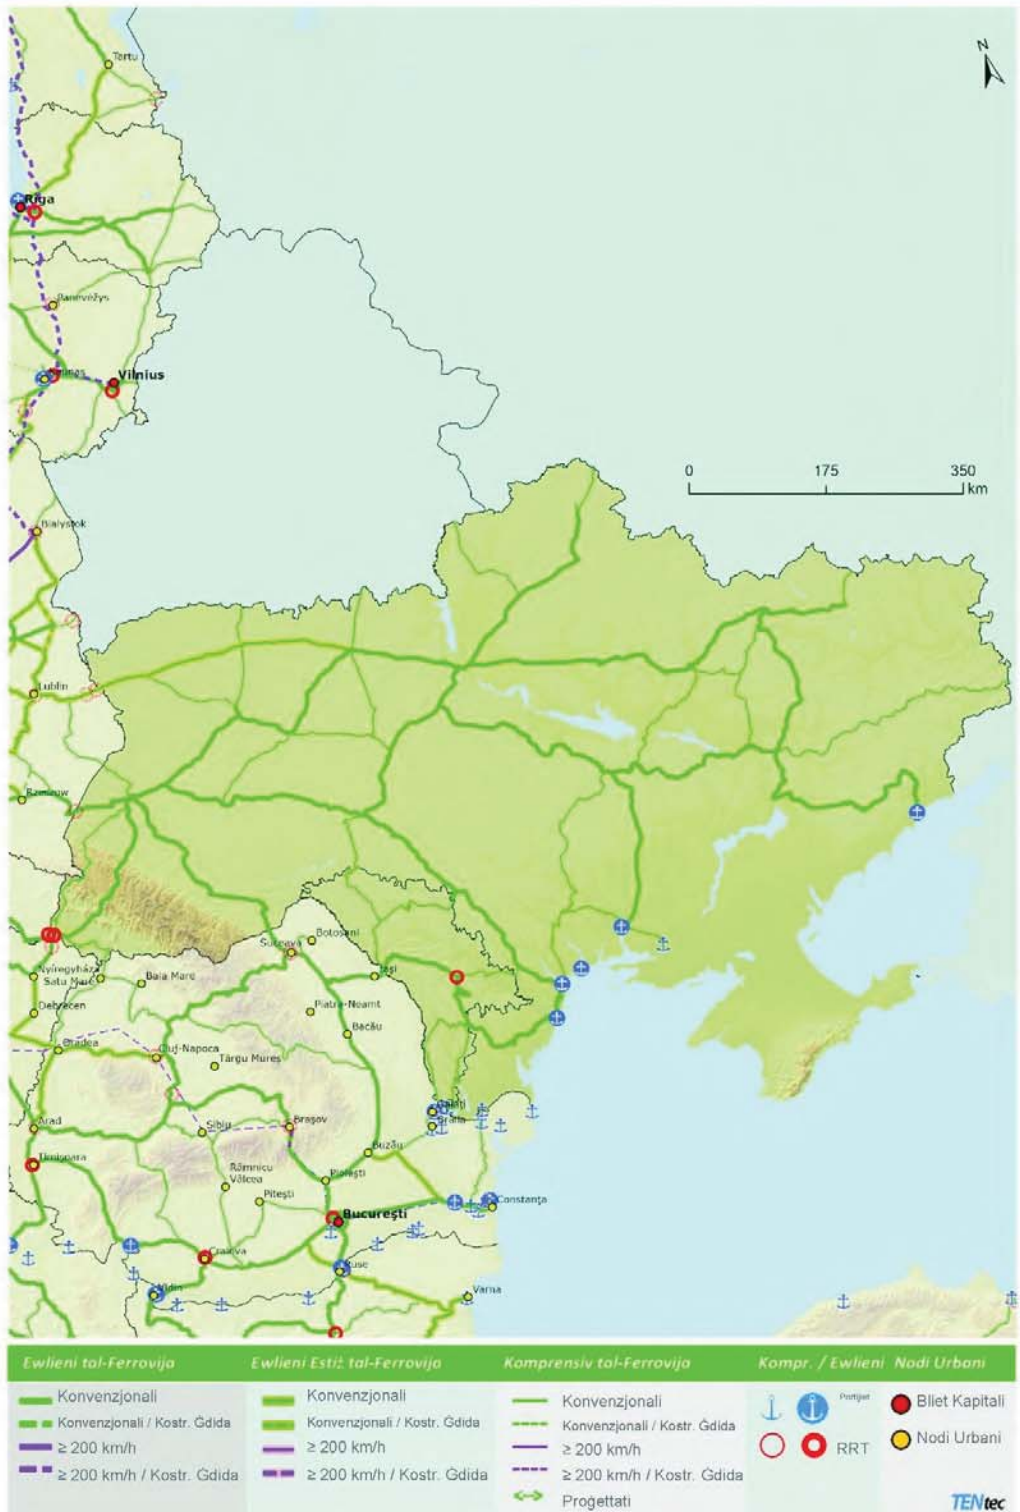 N
Tartu
Rīga
Panevėžys
Kaunas
Vilnius
0 175 350
km
Bialystok
Lublin
Rzeszow
Botoşani
Suceava
Nyíregyháza
Satu Mare
Baia Mare
Iaşi
Debrecen
Piatra-Neamt
Bacău
Oradea
Cluj-Napoca
Târgu Mureș
Galaţi
Braila
Arad
Sibiu
Braşov
Buzău
Timişoara
Râmnicu
Vâlcea
Ploieşti
Piteşti
Constanţa
Bucureşti
Craiova
Ruse
Vidin
Varna
Ewlieni tal-Ferrovija Ewlieni Estiż tal-Ferrovija Komprensiv tal-Ferrovija Kompr. / Ewlieni Nodi Urbani
Konvenzjonali Konvenzjonali Konvenzjonali Portijiet Bliet Kapitali
Konvenzjonali / Kostr. Ġdida Konvenzjonali / Kostr. Ġdida Konvenzjonali / Kostr. Ġdida
≥ 200 km/h ≥ 200 km/h ≥ 200 km/h RRT Nodi Urbani
≥ 200 km/h / Kostr. Ġdida ≥ 200 km/h / Kostr. Ġdida ≥ 200 km/h / Kostr. Ġdida
Proġettati
TENtec